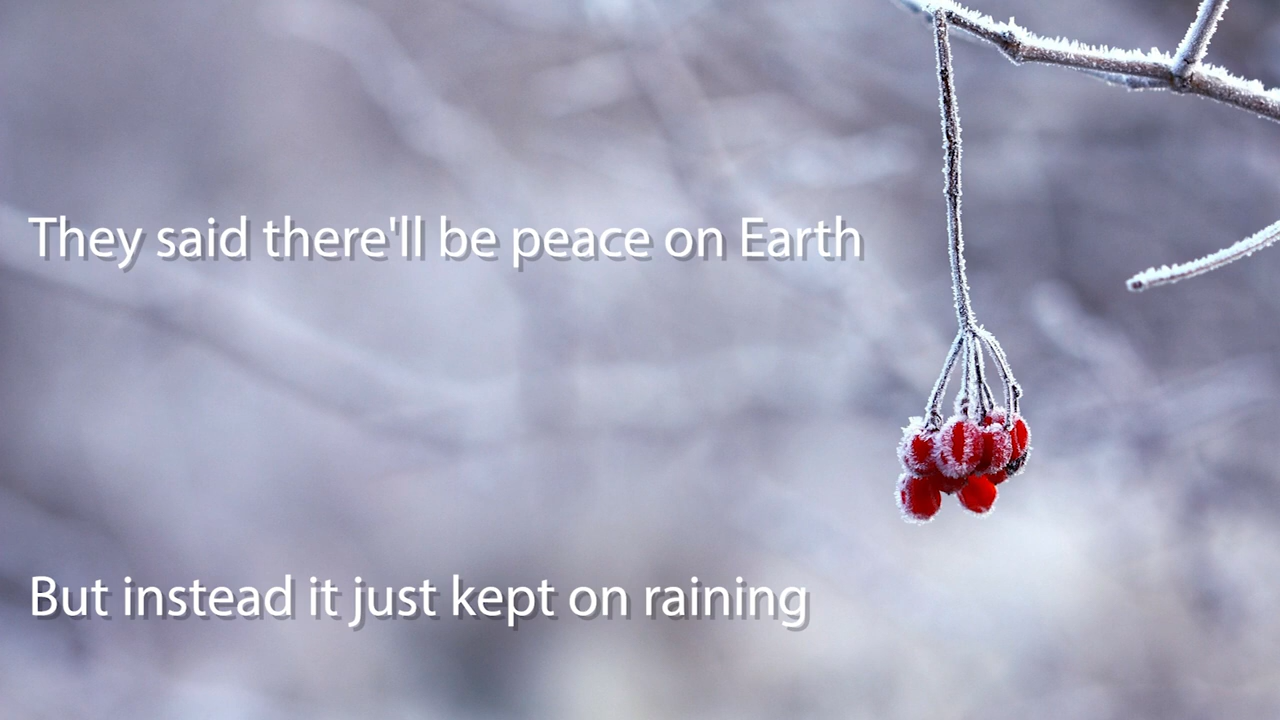 They said there'll be peace on Earth
But instead it just kept on raining